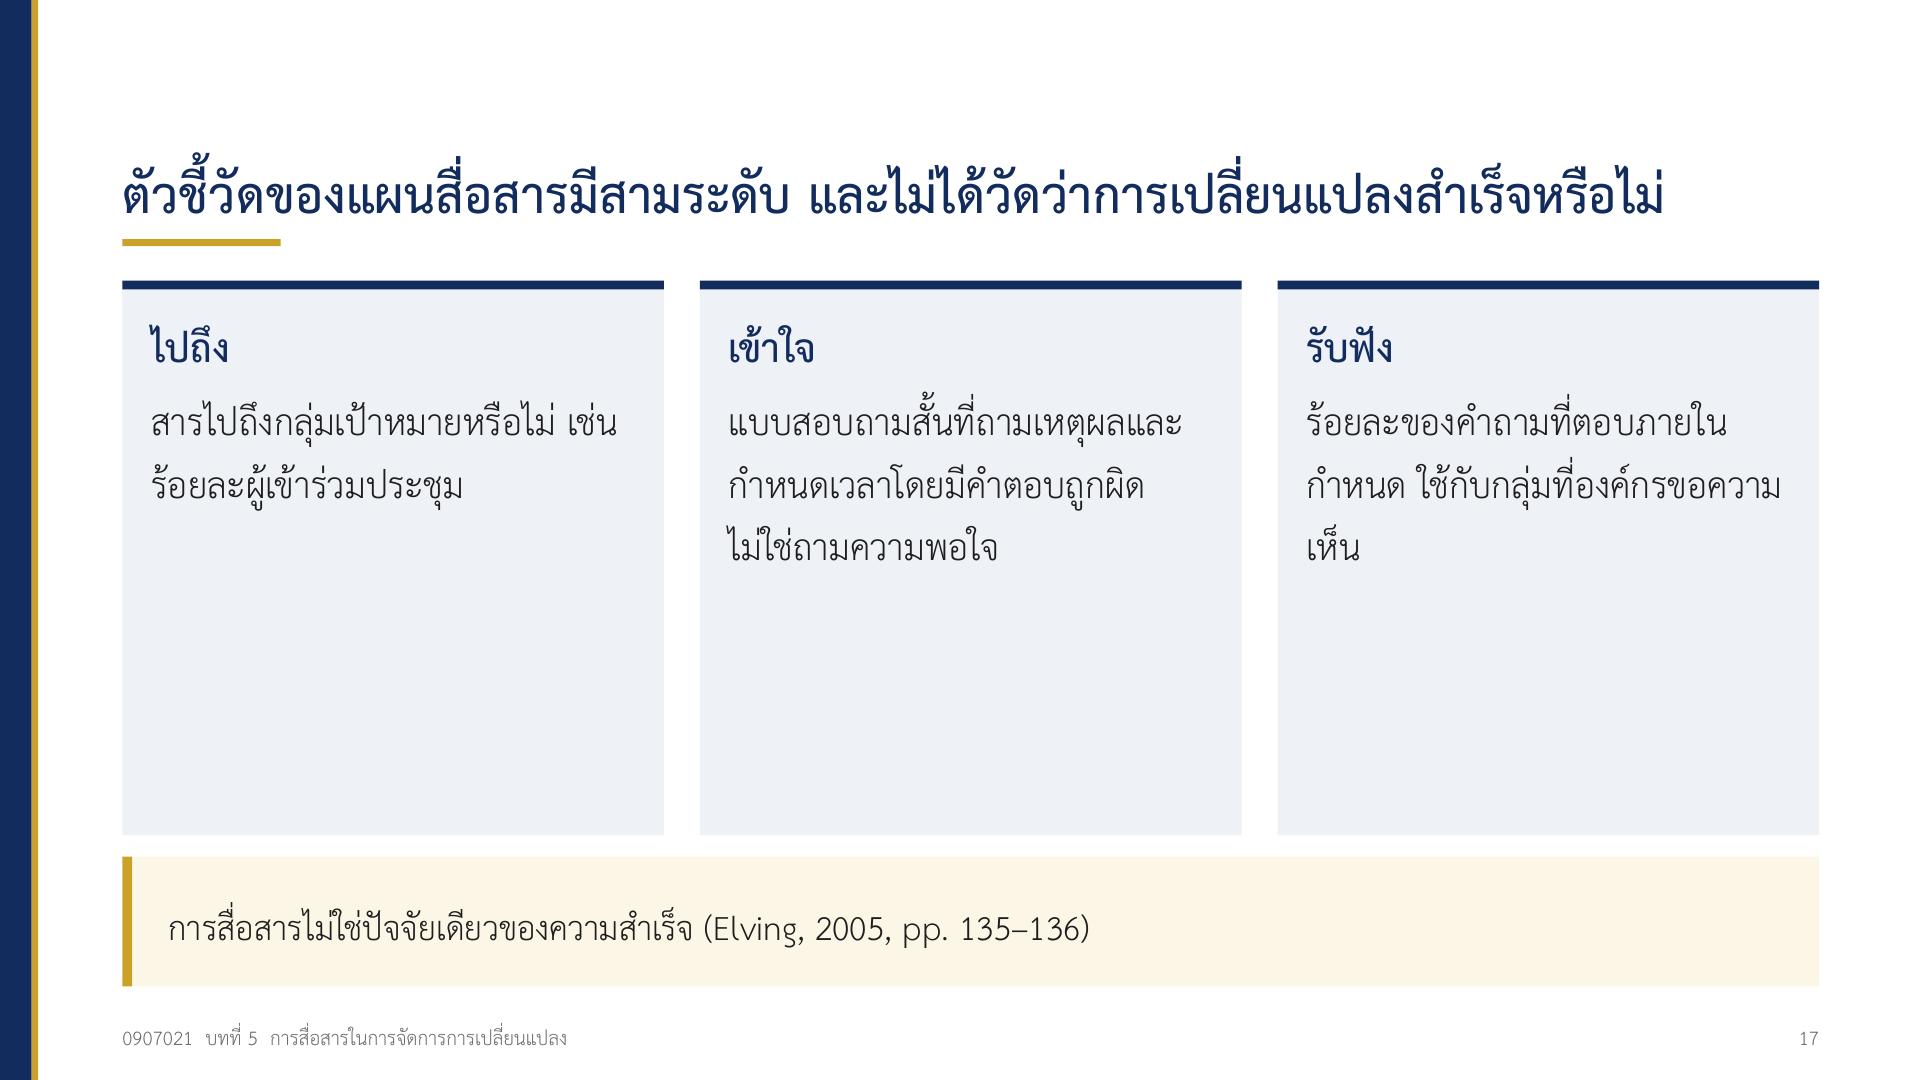 ตัวชี้วัดของแผนสื่อสารมีสามระดับ และไม่ได้วัดว่าการเปลี่ยนแปลงสำเร็จหรือไม่
ไปถึง
สารไปถึงกลุ่มเป้าหมายหรือไม่ เช่น
ร้อยละผู้เข้าร่วมประชุม
เข้าใจ
แบบสอบถามสั้นที่ถามเหตุผลและ
กำหนดเวลาโดยมีคำตอบถูกผิด
ไม่ใช่ถามความพอใจ
รับฟัง
ร้อยละของคำถามที่ตอบภายใน
กำหนด ใช้กับกลุ่มที่องค์กรขอความ
เห็น
การสื่อสารไม่ใช่ปัจจัยเดียวของความสำเร็จ (Elving, 2005, pp. 135–136)
0907021 บทที่ 5 การสื่อสารในการจัดการการเปลี่ยนแปลง
17